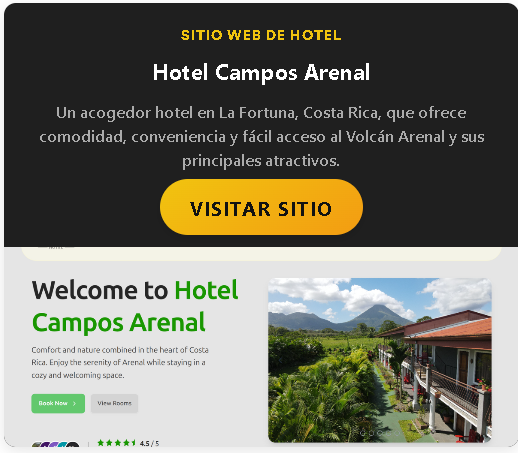 SITIO WEB DE HOTEL
Hotel Campos Arenal
Un acogedor hotel en La Fortuna, Costa Rica, que ofrece
comodidad, conveniencia y fácil acceso al Volcán Arenal y sus
principales atractivos.
VISITAR SITIO
Welcome to Hotel
Campos Arenal
Comfort and nature combined in the heart of Costa
Rica. Enjoy the serenity of Arenal while staying in a
cozy and welcoming space.
Book Now >
View Rooms
4.5 / 5